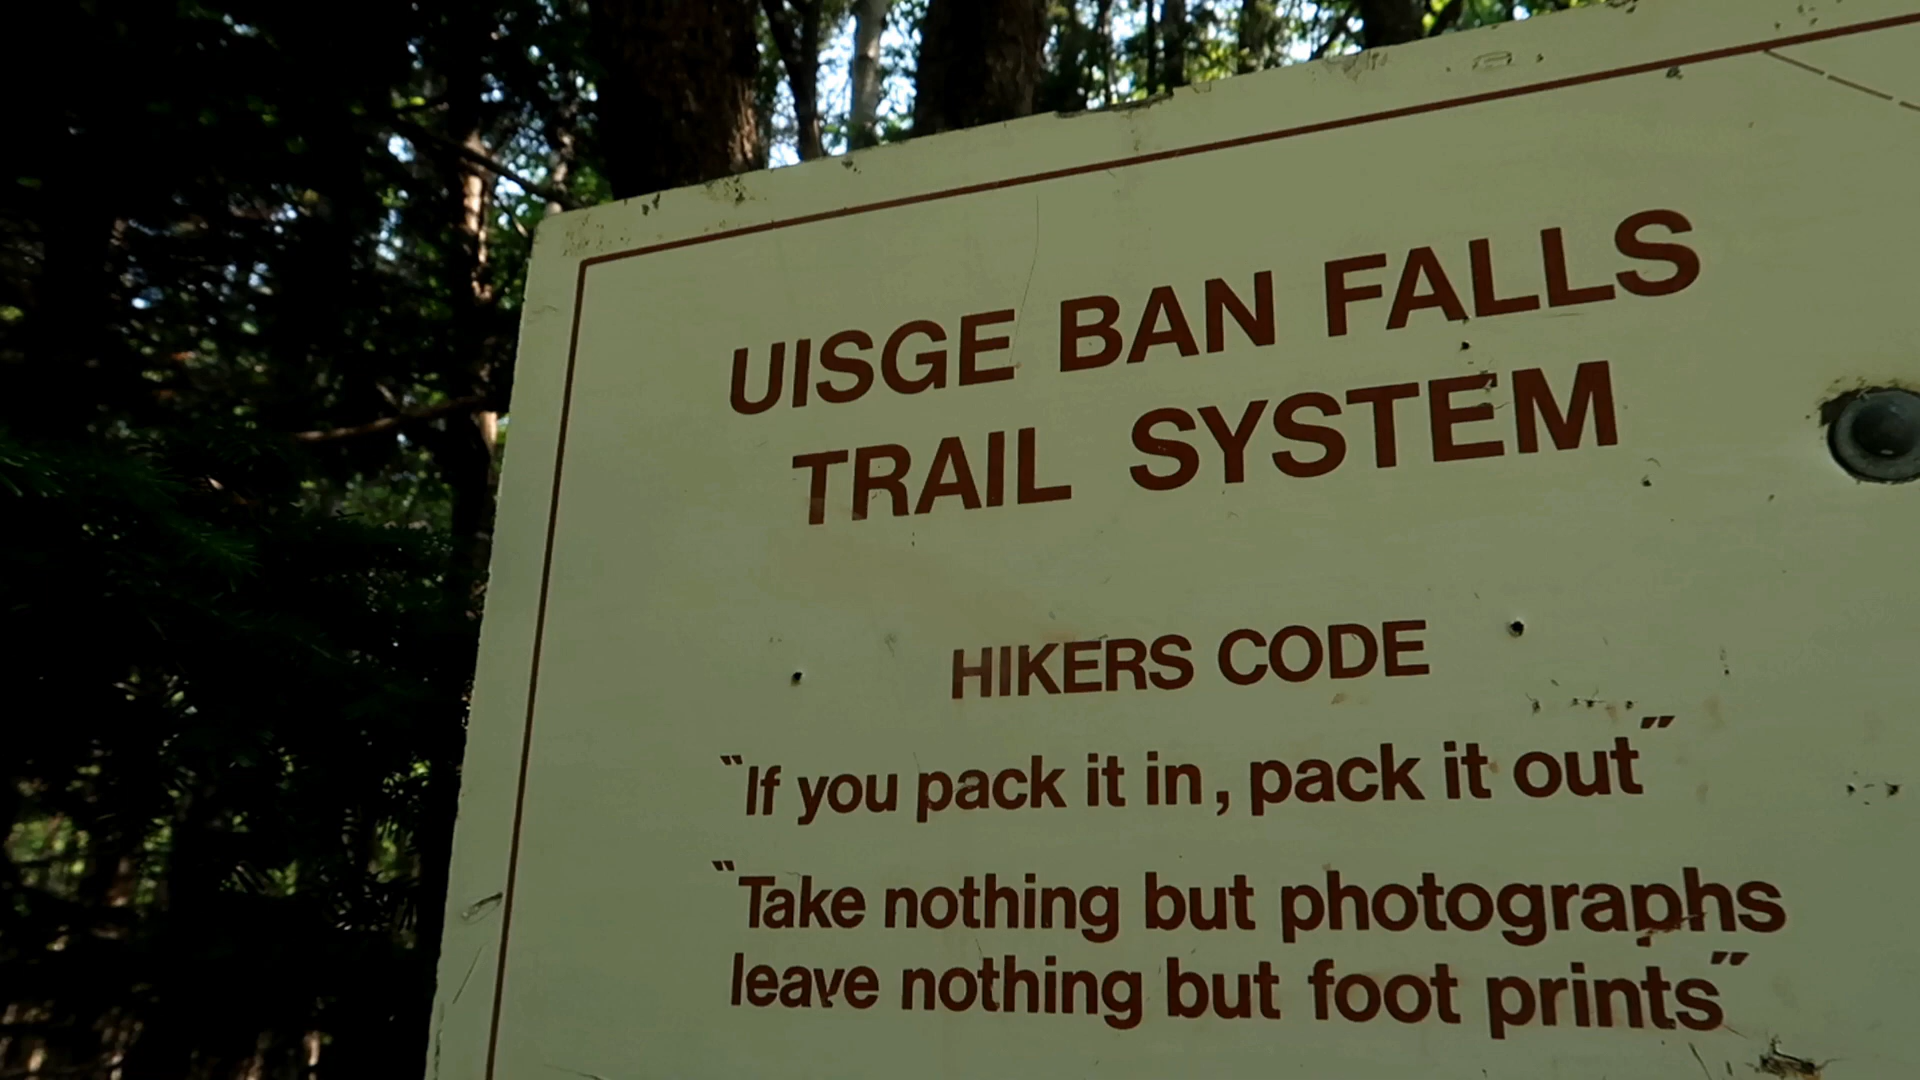 UISGE BAN FALLS
TRAIL SYSTEM
HIKERS CODE
"If you pack it in, pack it out"
"Take nothing but photographs
leave nothing but foot prints"